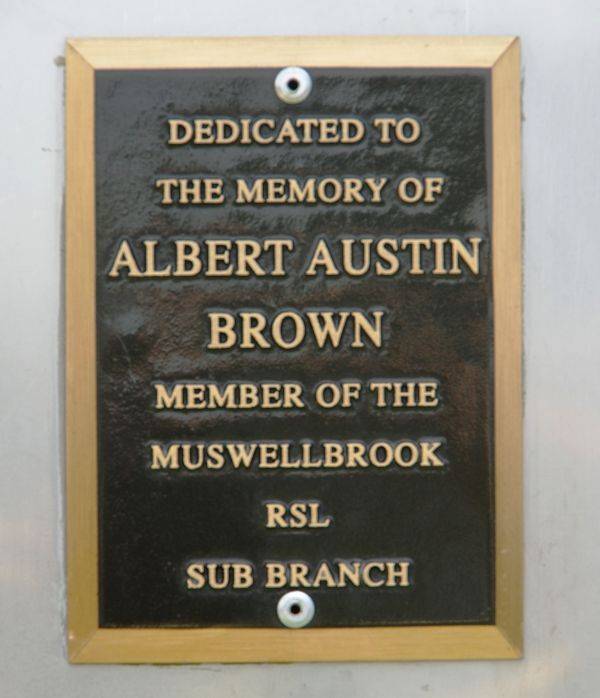 DEDICATED TO
THE MEMORY OF
ALBERT AUSTIN
BROWN
MEMBER OF THE
MUSWELLBROOK
RSL
SUB BRANCH